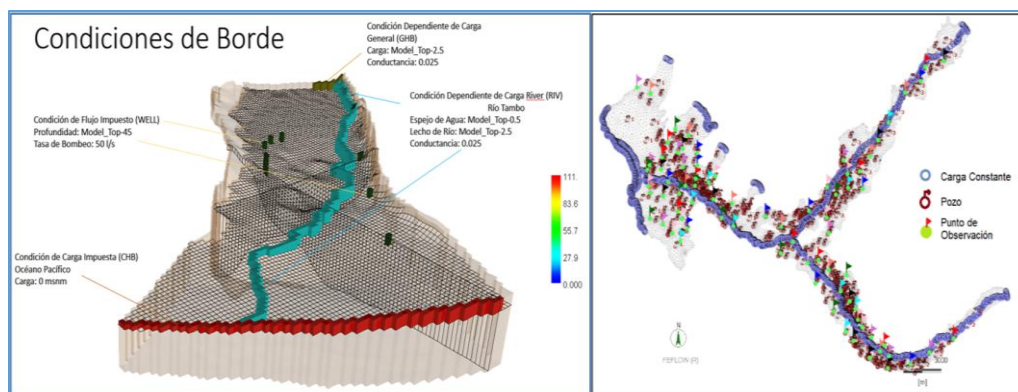 Condiciones de Borde
Condición Dependiente de Carga
General (GHB)
Carga: Model_Top-2.5
Conductancia: 0.025
Condición Dependiente de Carga River (RIV)
Río Tambo
Espejo de Agua: Model_Top-0.5
Lecho de Río: Model_Top-2.5
Conductancia: 0.025
Condición de Flujo Impuesto (WELL)
Profundidad: Model_Top-45
Tasa de Bombeo: 50 l/s
Condición de Carga Impuesta (CHB)
Océano Pacífico
Carga: 0 msnm
111.
83.6
55.7
27.9
0.000
Carga Constante
Pozo
Punto de
Observación
N
FEFLOW (R)
[m]